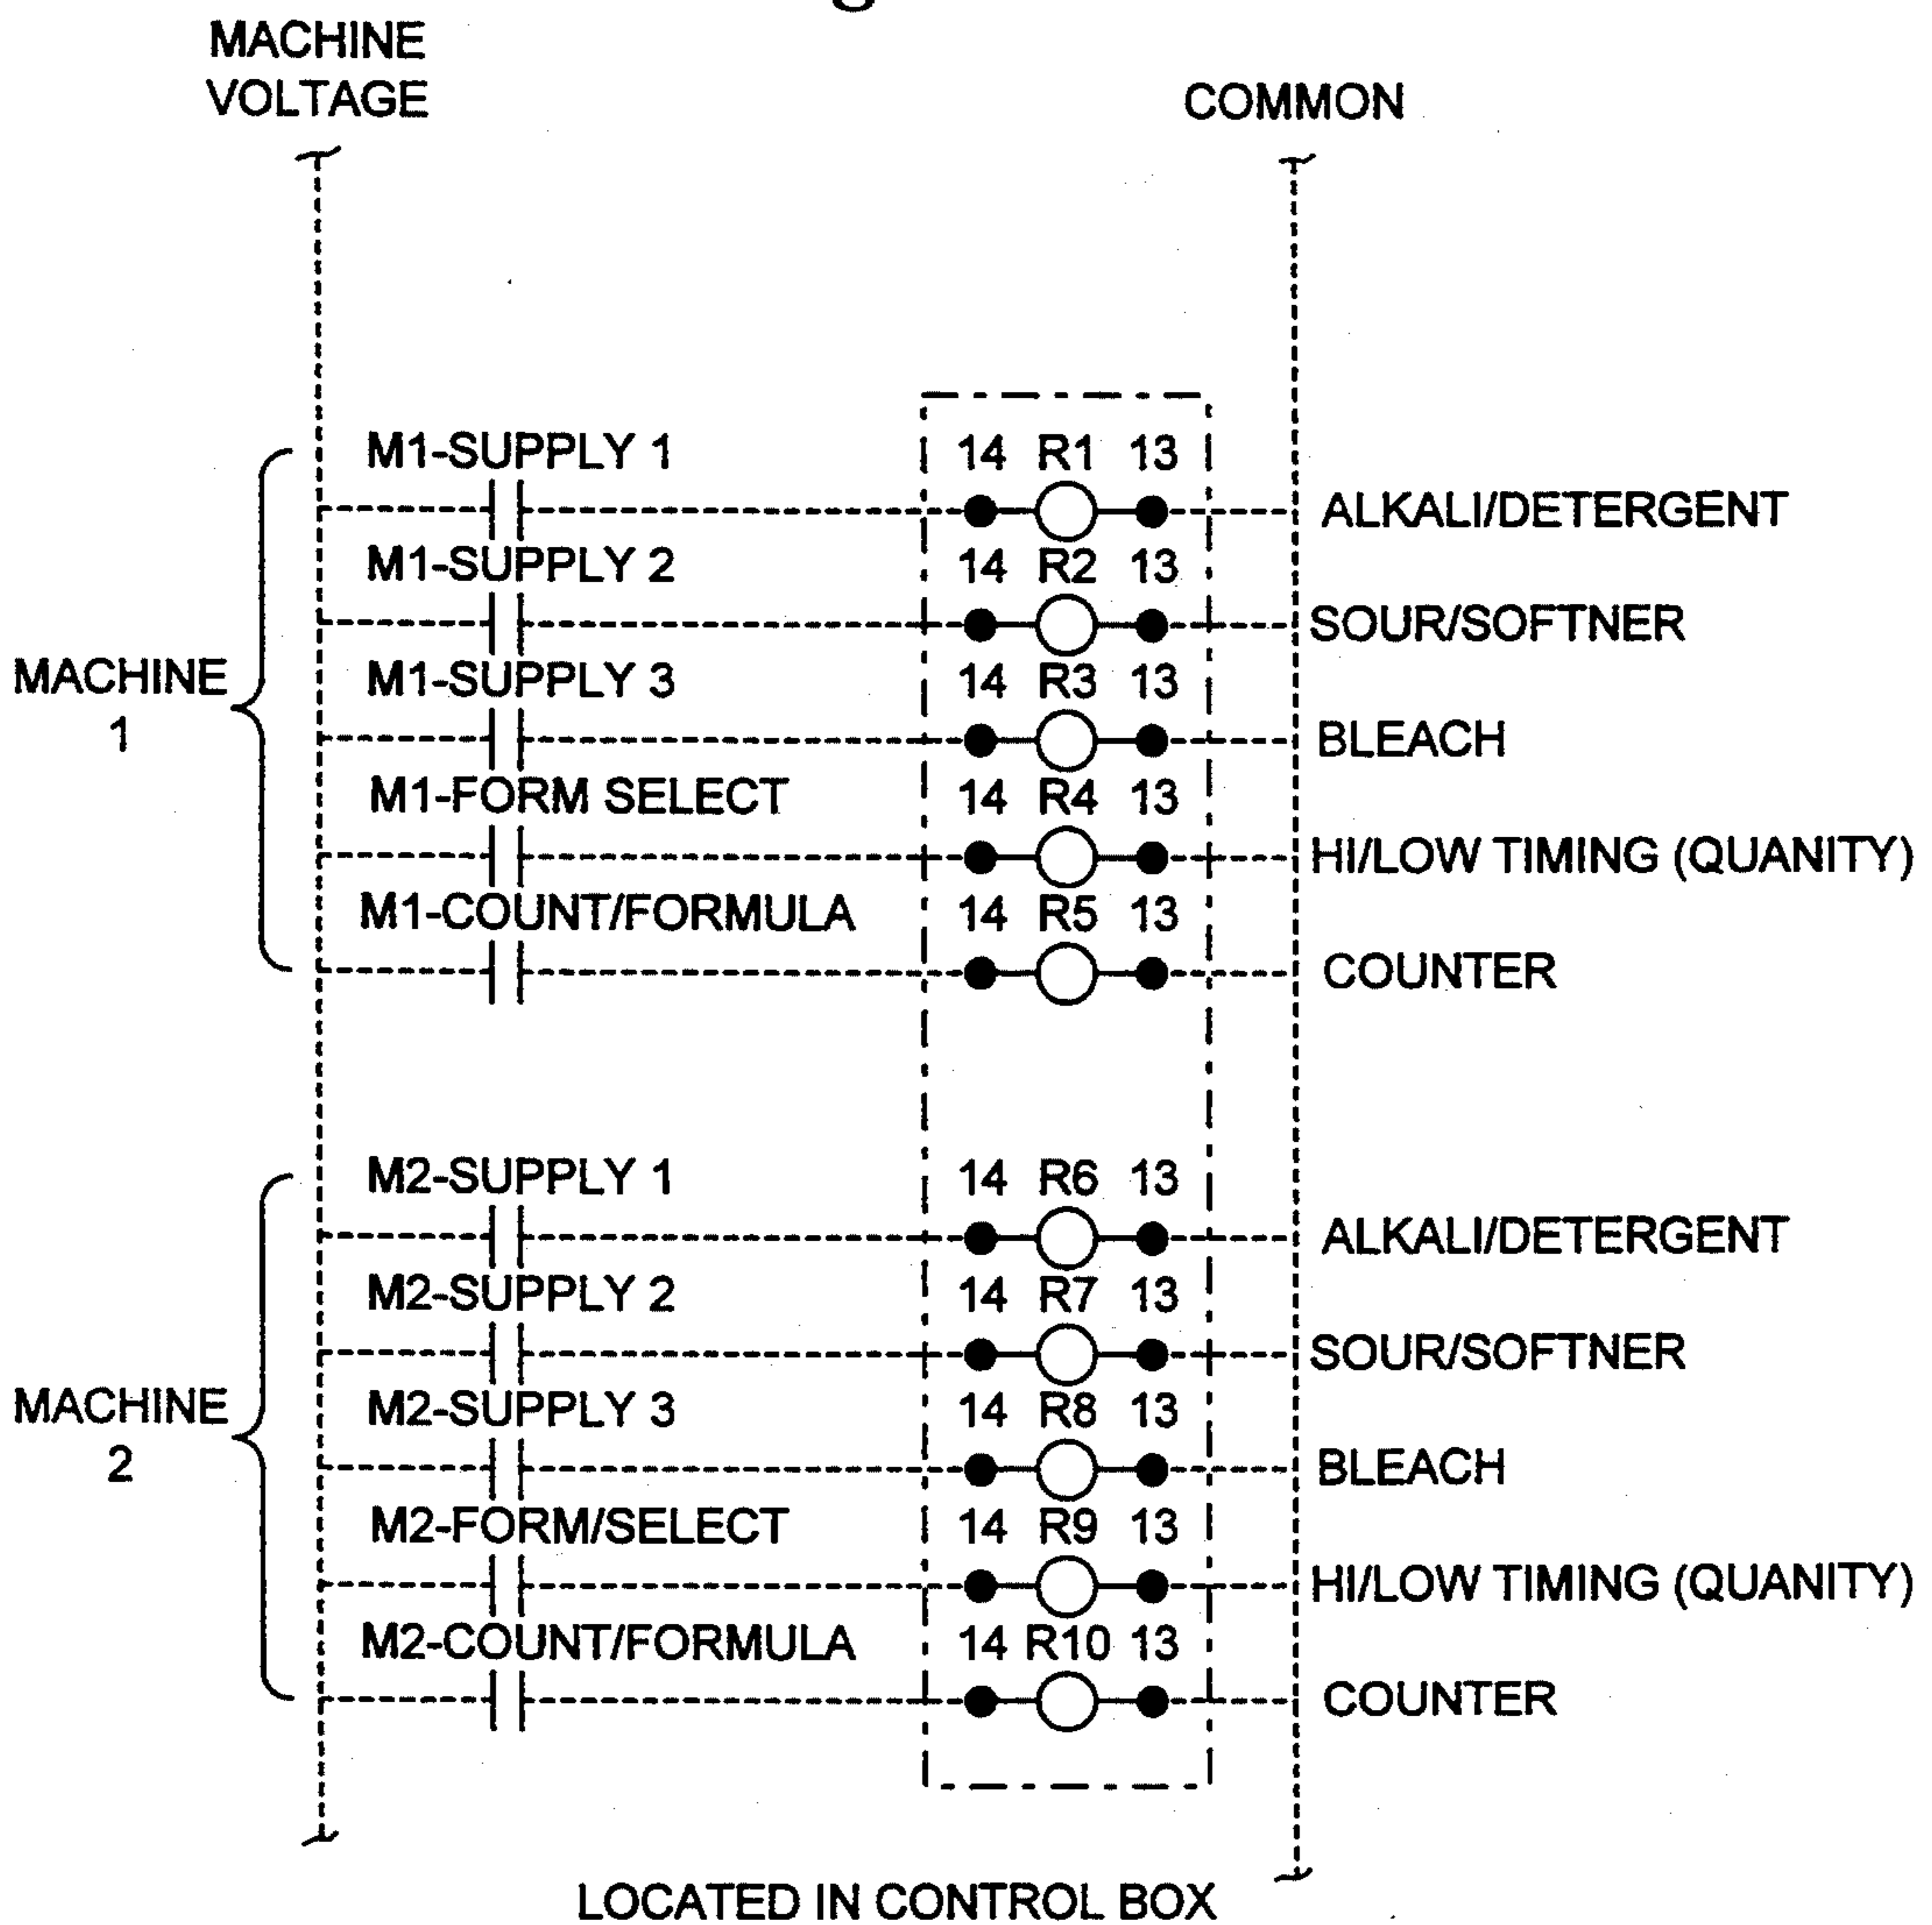 MACHINE
VOLTAGE
COMMON
M1-SUPPLY 1 14 R1 13
ALKALI/DETERGENT
M1-SUPPLY 2 14 R2 13
SOUR/SOFTNER
M1-SUPPLY 3 14 R3 13
MACHINE
1
BLEACH
M1-FORM SELECT 14 R4 13
HI/LOW TIMING (QUANITY)
M1-COUNT/FORMULA 14 R5 13
COUNTER
M2-SUPPLY 1 14 R6 13
ALKALI/DETERGENT
M2-SUPPLY 2 14 R7 13
SOUR/SOFTNER
M2-SUPPLY 3 14 R8 13
MACHINE
2
BLEACH
M2-FORM/SELECT 14 R9 13
HI/LOW TIMING (QUANITY)
M2-COUNT/FORMULA 14 R10 13
COUNTER
LOCATED IN CONTROL BOX